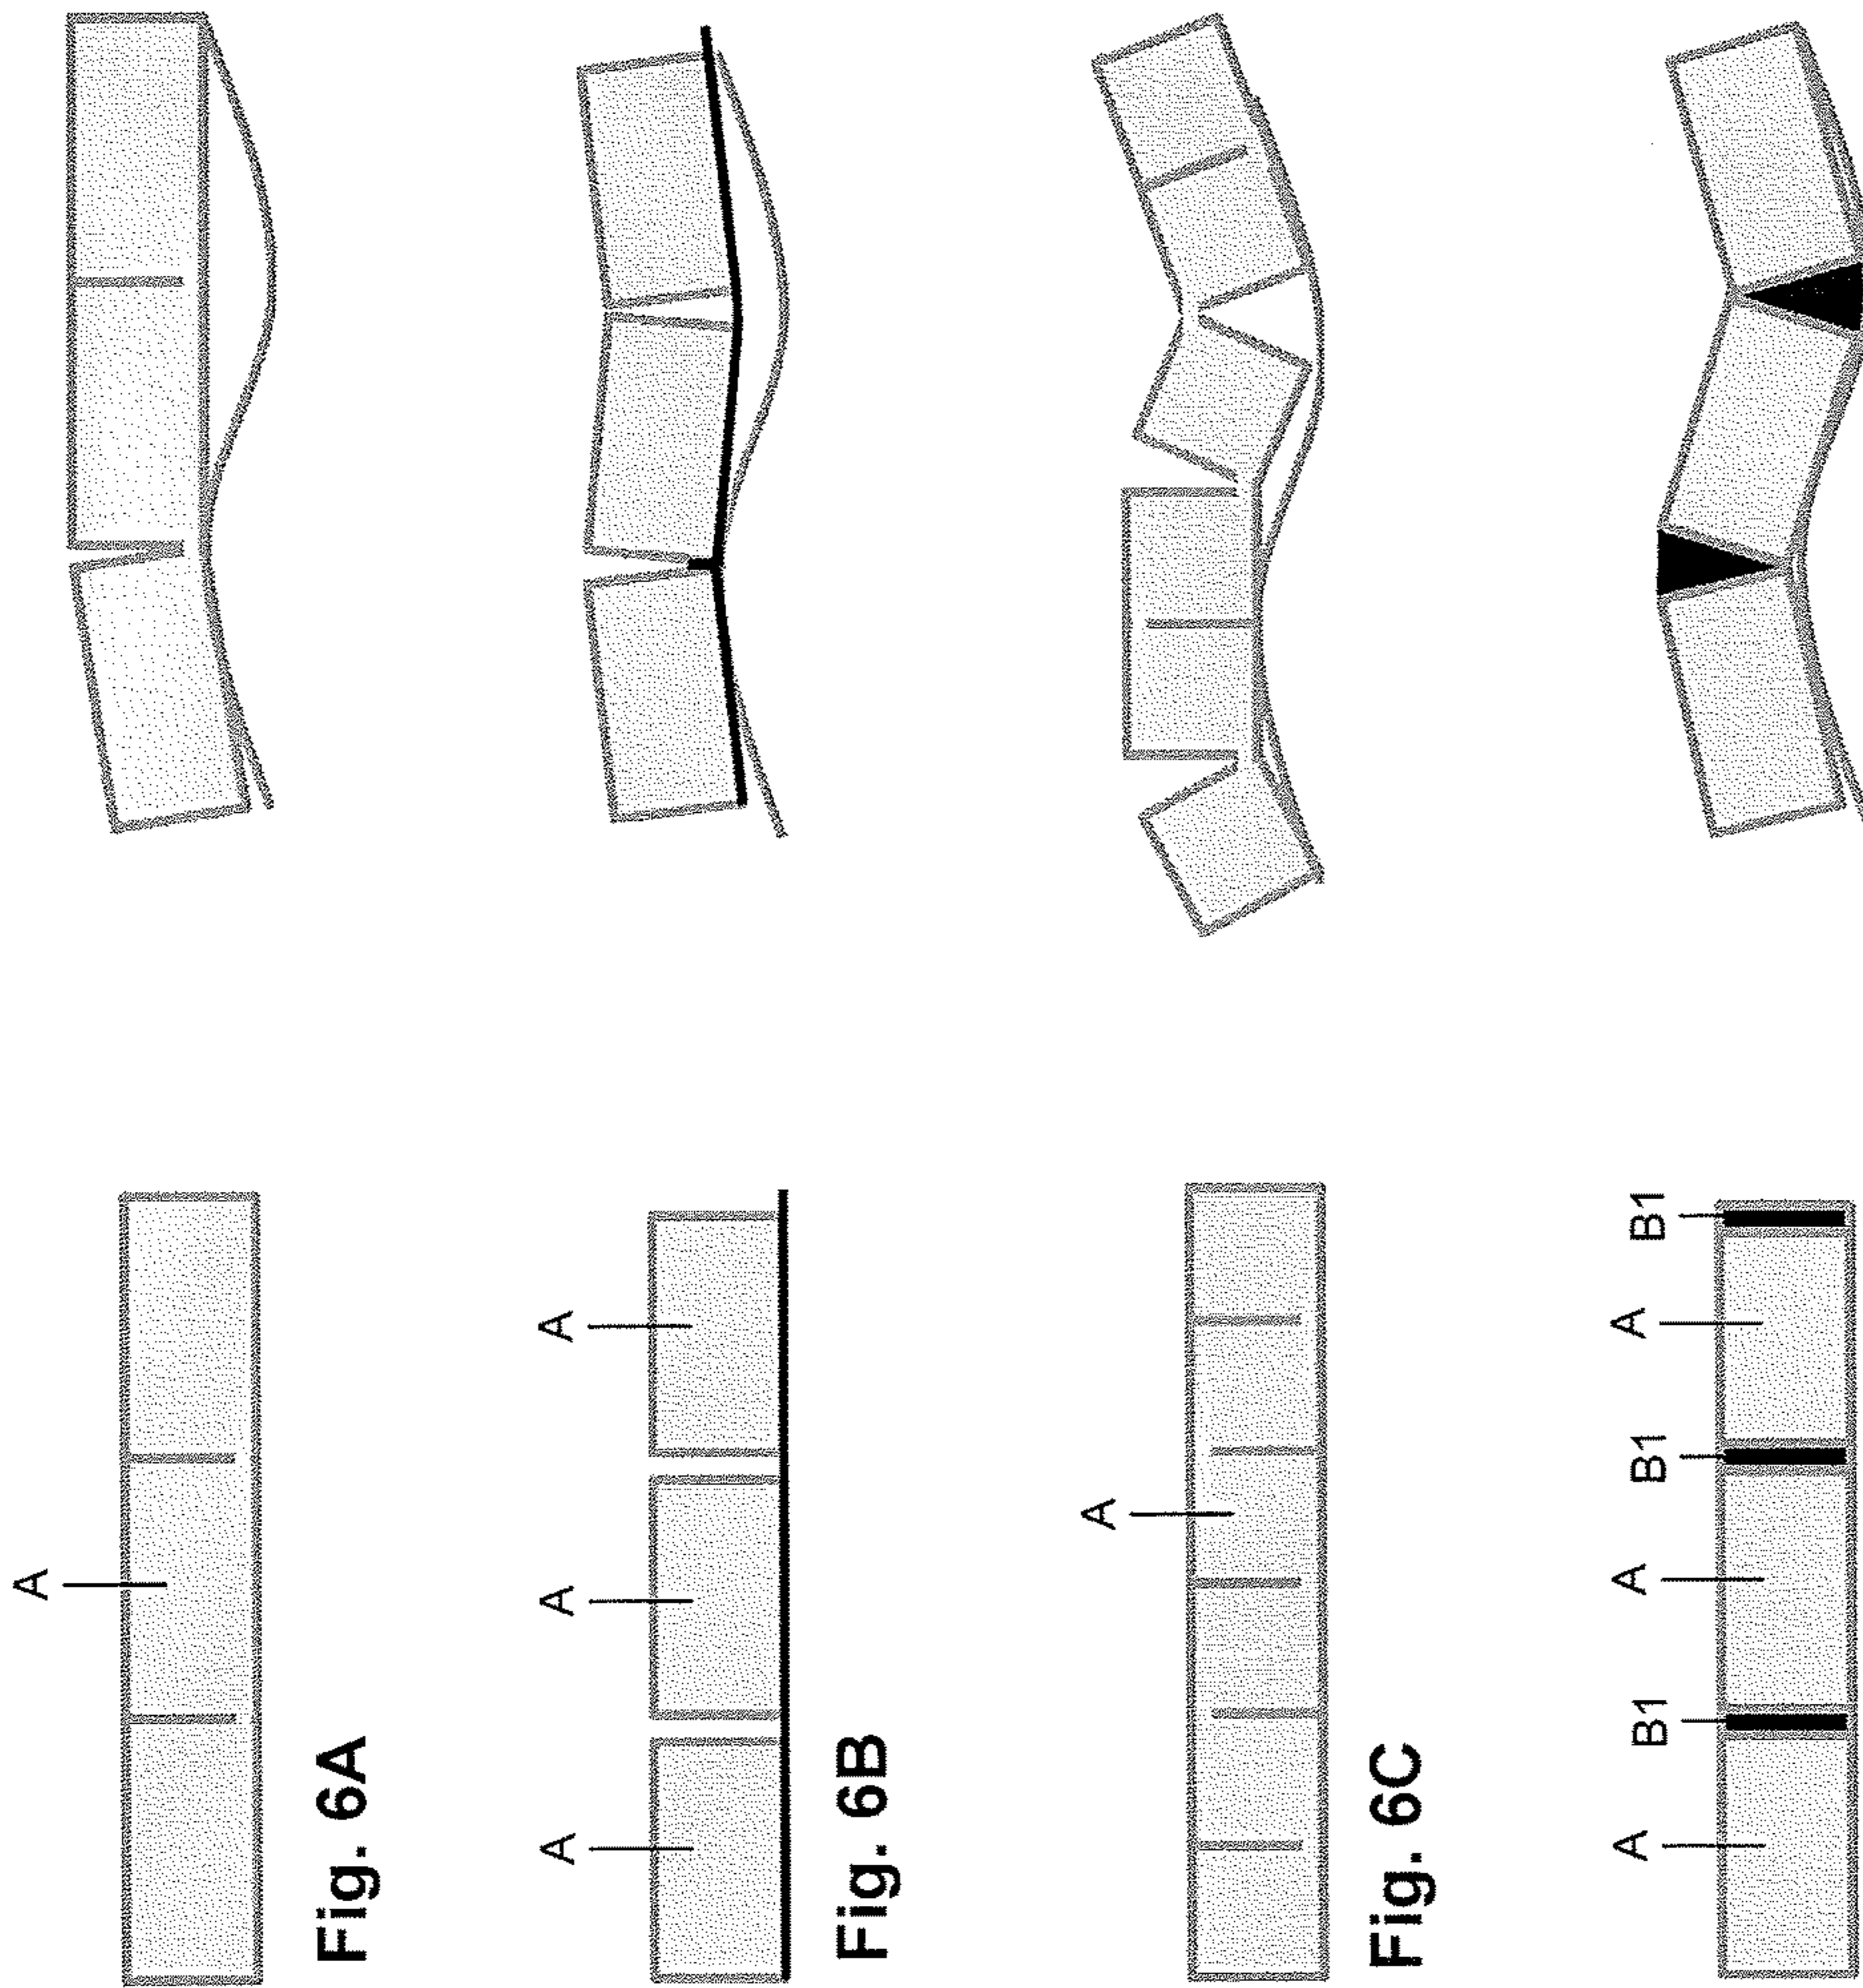 A
Fig. 6A
A A A
Fig. 6B
A
Fig. 6C
A B1 A B1 A B1